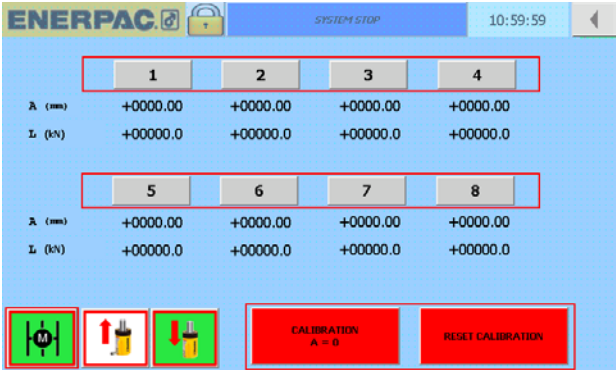 ENERPAC SYSTEM STOP 10:59:59
1 2 3 4
A (mm) +0000.00 +0000.00 +0000.00 +0000.00
L (kN) +00000.0 +00000.0 +00000.0 +00000.0
5 6 7 8
A (mm) +0000.00 +0000.00 +0000.00 +0000.00
L (kN) +00000.0 +00000.0 +00000.0 +00000.0
M
CALIBRATION
A = 0
RESET CALIBRATION